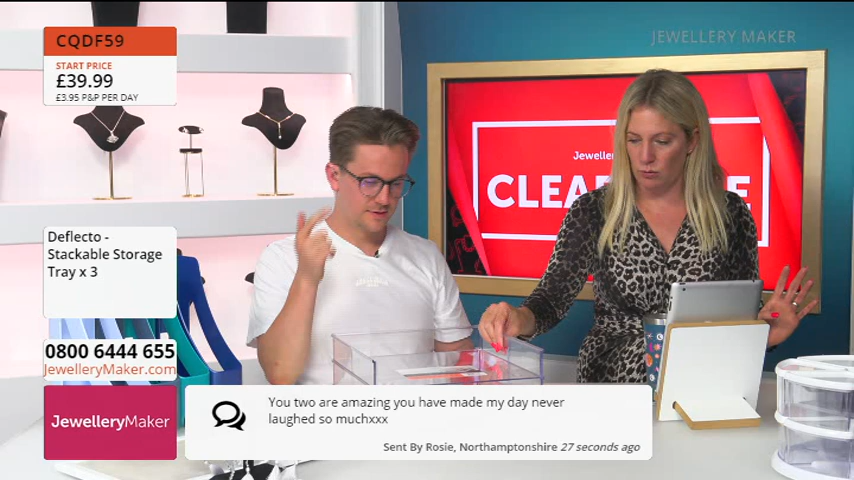 CQDF59
START PRICE
£39.99
£3.95 P&P PER DAY
JEWELLERY MAKER
Deflecto -
Stackable Storage
Tray x 3
0800 6444 655
JewelleryMaker.com
JewelleryMaker
You two are amazing you have made my day never
laughed so muchxxx
Sent By Rosie, Northamptonshire 27 seconds ago